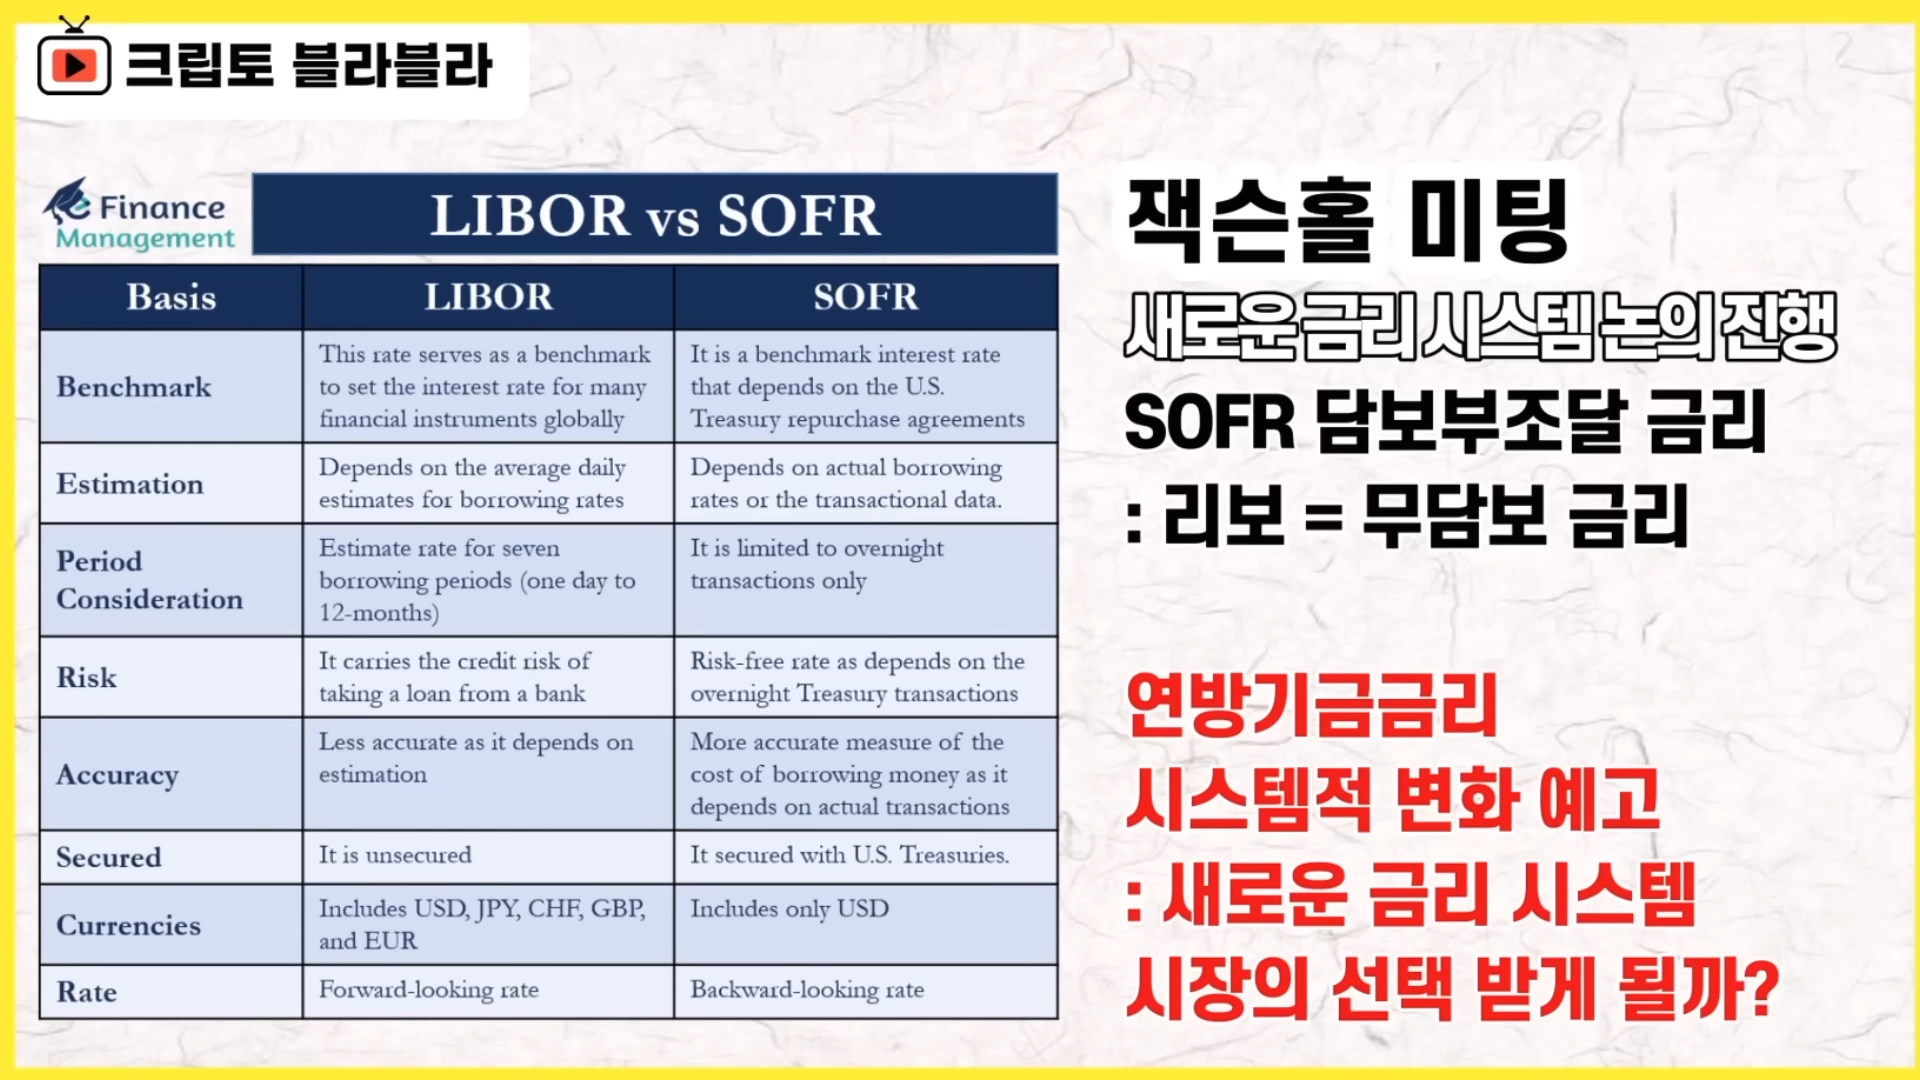 크립토 블라블라
Finance
Management
LIBOR vs SOFR
Basis
LIBOR
SOFR
Benchmark
This rate serves as a benchmark
to set the interest rate for many
financial instruments globally
It is a benchmark interest rate
that depends on the U.S.
Treasury repurchase agreements
Estimation
Depends on the average daily
estimates for borrowing rates
Depends on actual borrowing
rates or the transactional data.
Period
Consideration
Estimate rate for seven
borrowing periods (one day to
12-months)
It is limited to overnight
transactions only
Risk
It carries the credit risk of
taking a loan from a bank
Risk-free rate as depends on the
overnight Treasury transactions
Accuracy
Less accurate as it depends on
estimation
More accurate measure of the
cost of borrowing money as it
depends on actual transactions
Secured
It is unsecured
It secured with U.S. Treasuries.
Currencies
Includes USD, JPY, CHF, GBP,
and EUR
Includes only USD
Rate
Forward-looking rate
Backward-looking rate
잭슨홀 미팅
새로운 금리 시스템 논의 진행
SOFR 담보부조달 금리
: 리보 = 무담보 금리
연방기금금리
시스템적 변화 예고
: 새로운 금리 시스템
시장의 선택 받게 될까?